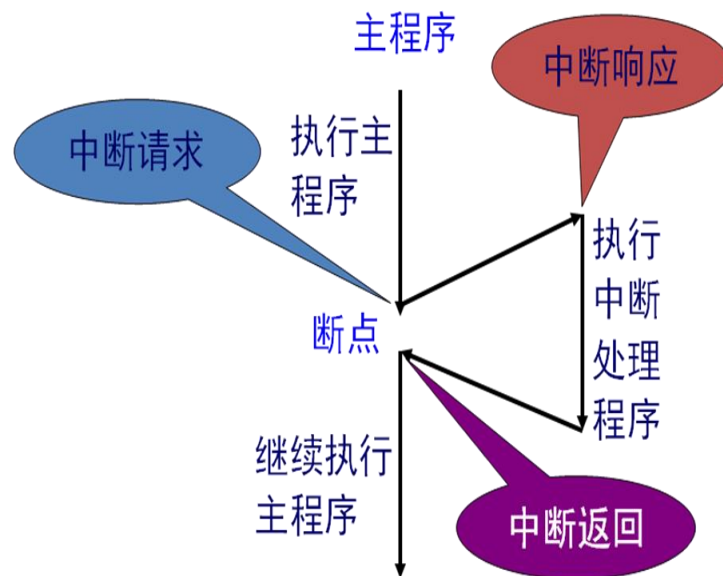 主程序
中断响应
中断请求
执行主
程序
执行
中断
处理
程序
断点
继续执行
主程序
中断返回